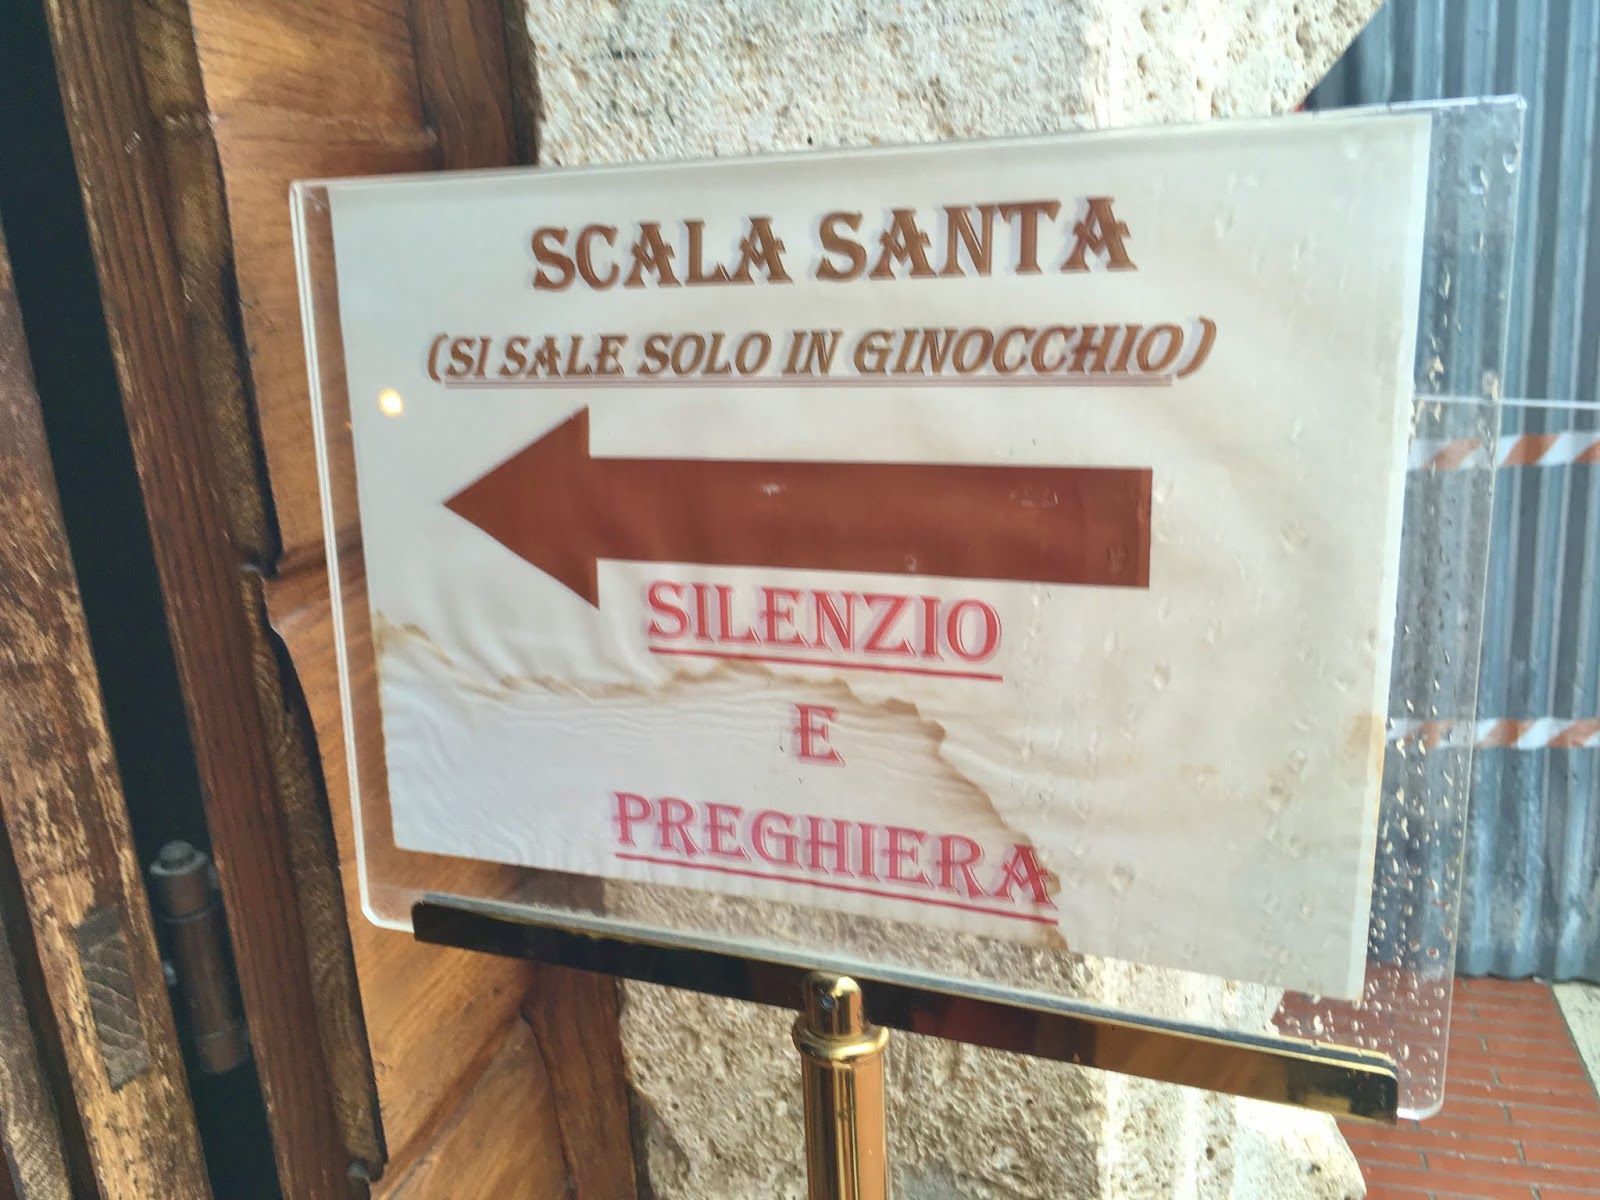 SCALA SANTA
(SI SALE SOLO IN GINOCCHIO)
SILENZIO
E
PREGHIERA